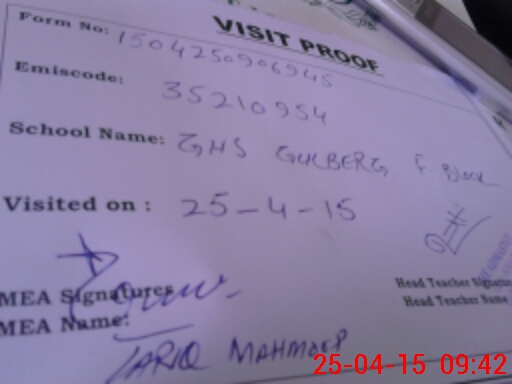 VISIT PROOF
Form No: 1504250906945
Emiscode: 35210954
School Name: GHS GULBERG F. Block
Visited on : 25-4-15
MEA Signatures
Head Teacher
MEA Name: TARIQ MAHMOOD
Head Teacher Name
25-04-15 09:42